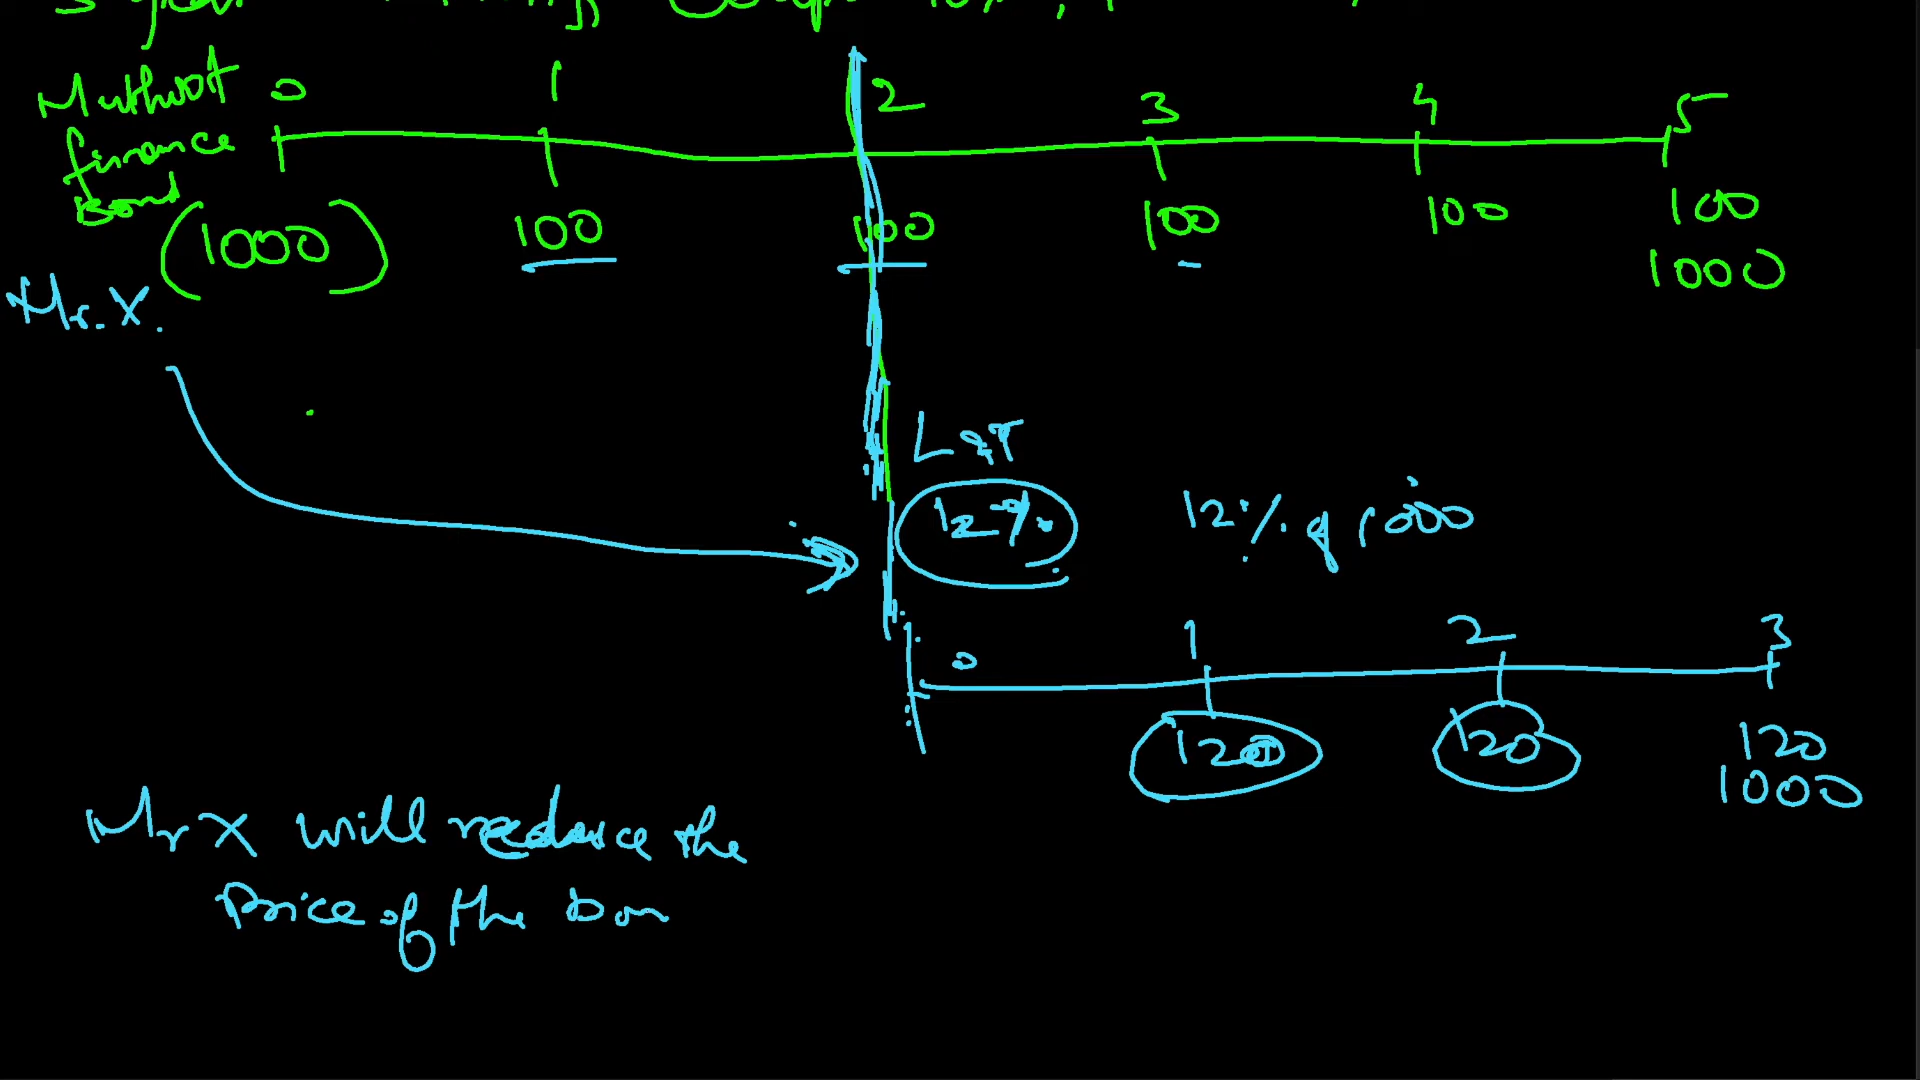 0 1 2 3 4 5
Muthoot
finance
Bond
(1000) 100 100 100 100 100
1000
Mr. X.
L&T
12%
12% of 1000
0 1 2 3
120 120 120
1000
Mr X will reduce the
Price of the bon